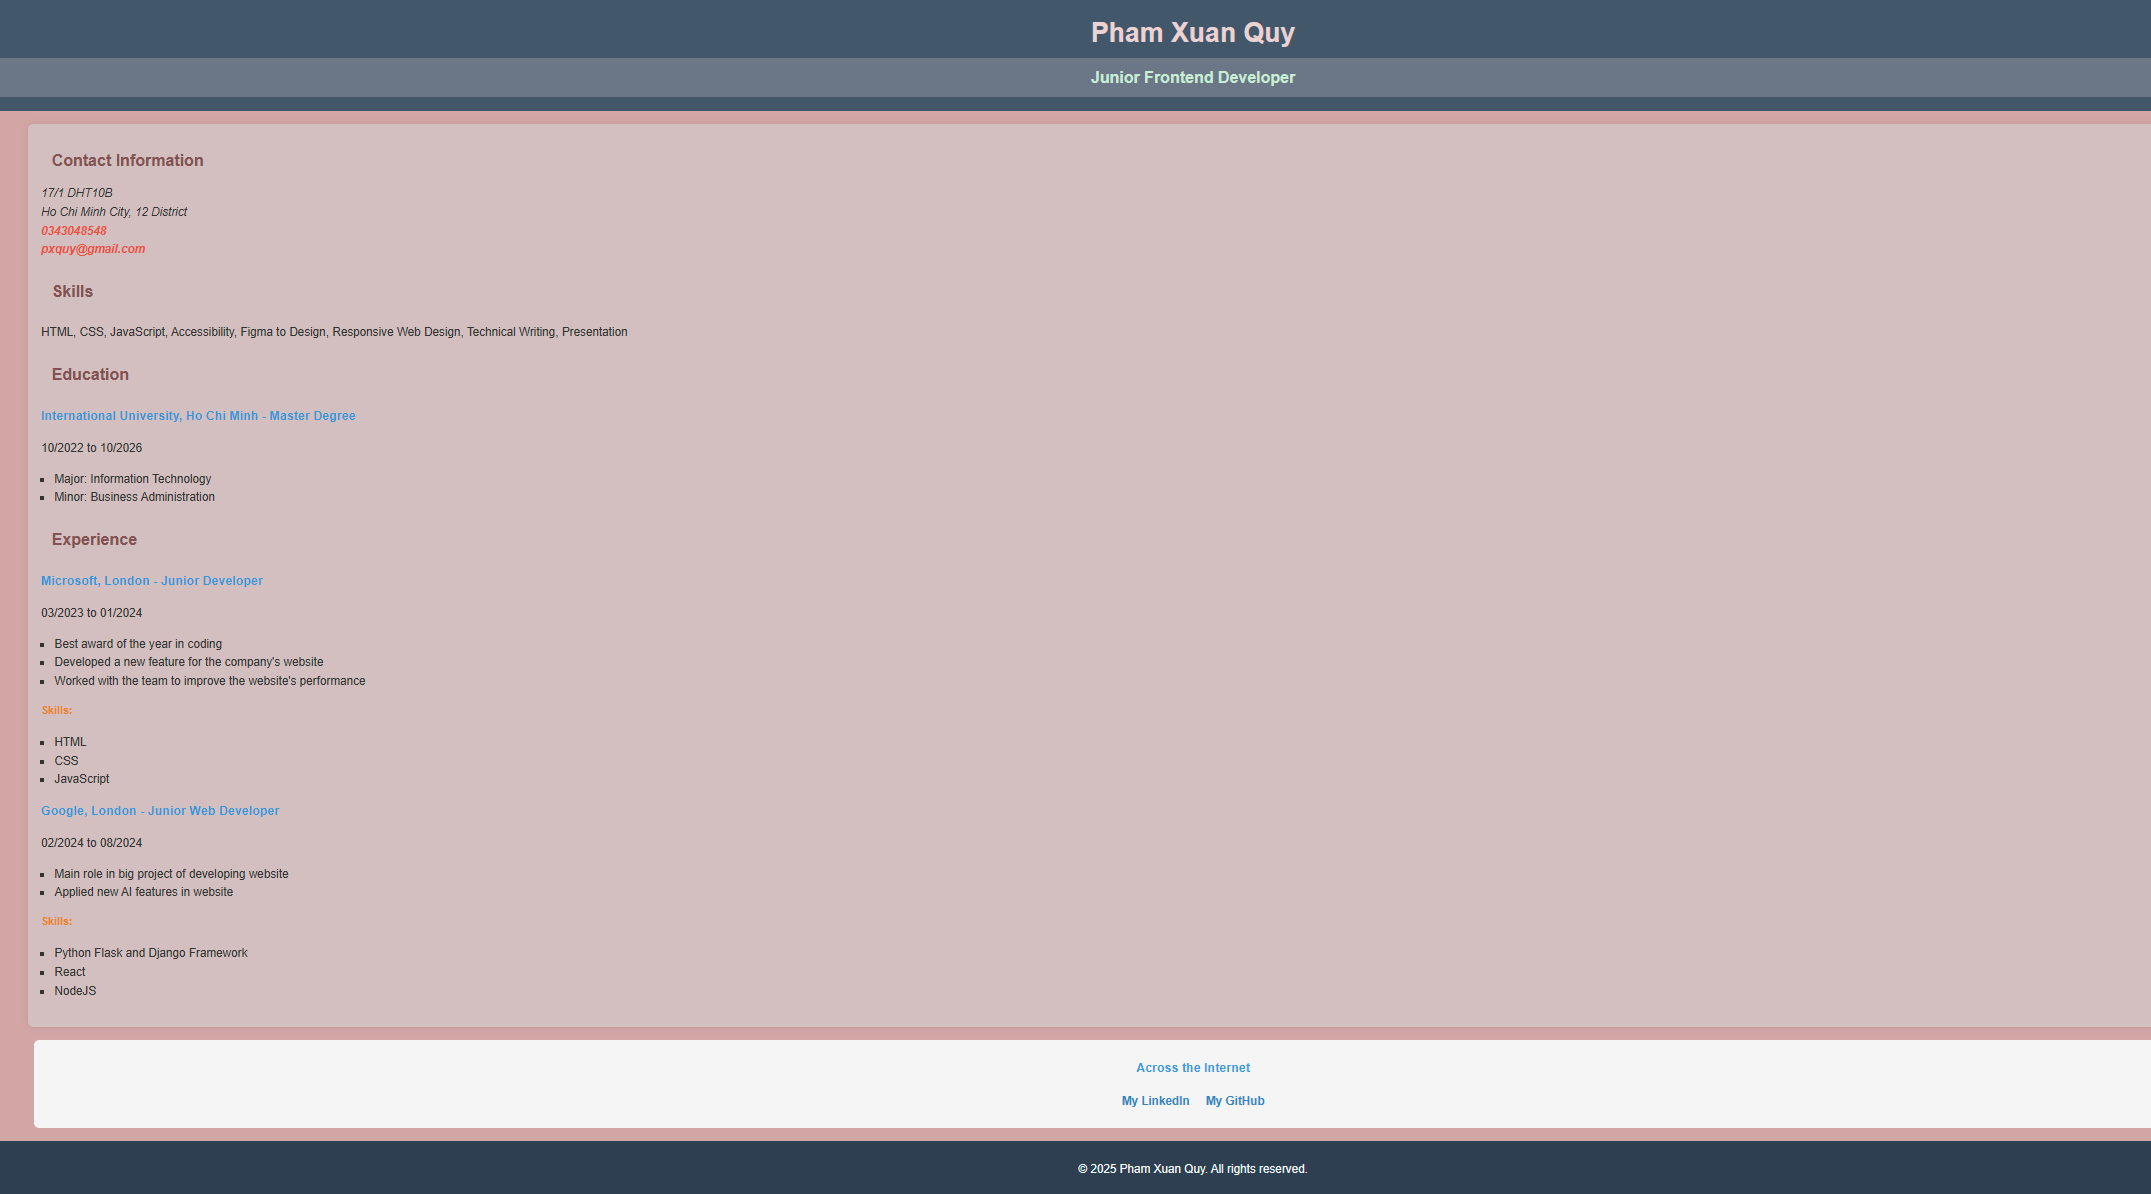 Pham Xuan Quy
Junior Frontend Developer
Contact Information
17/1 DHT10B
Ho Chi Minh City, 12 District
0343048548
pxquy@gmail.com
Skills
HTML, CSS, JavaScript, Accessibility, Figma to Design, Responsive Web Design, Technical Writing, Presentation
Education
International University, Ho Chi Minh - Master Degree
10/2022 to 10/2026
Major: Information Technology
Minor: Business Administration
Experience
Microsoft, London - Junior Developer
03/2023 to 01/2024
Best award of the year in coding
Developed a new feature for the company's website
Worked with the team to improve the website's performance
Skills:
HTML
CSS
JavaScript
Google, London - Junior Web Developer
02/2024 to 08/2024
Main role in big project of developing website
Applied new AI features in website
Skills:
Python Flask and Django Framework
React
NodeJS
Across the Internet
My LinkedIn My GitHub
© 2025 Pham Xuan Quy. All rights reserved.